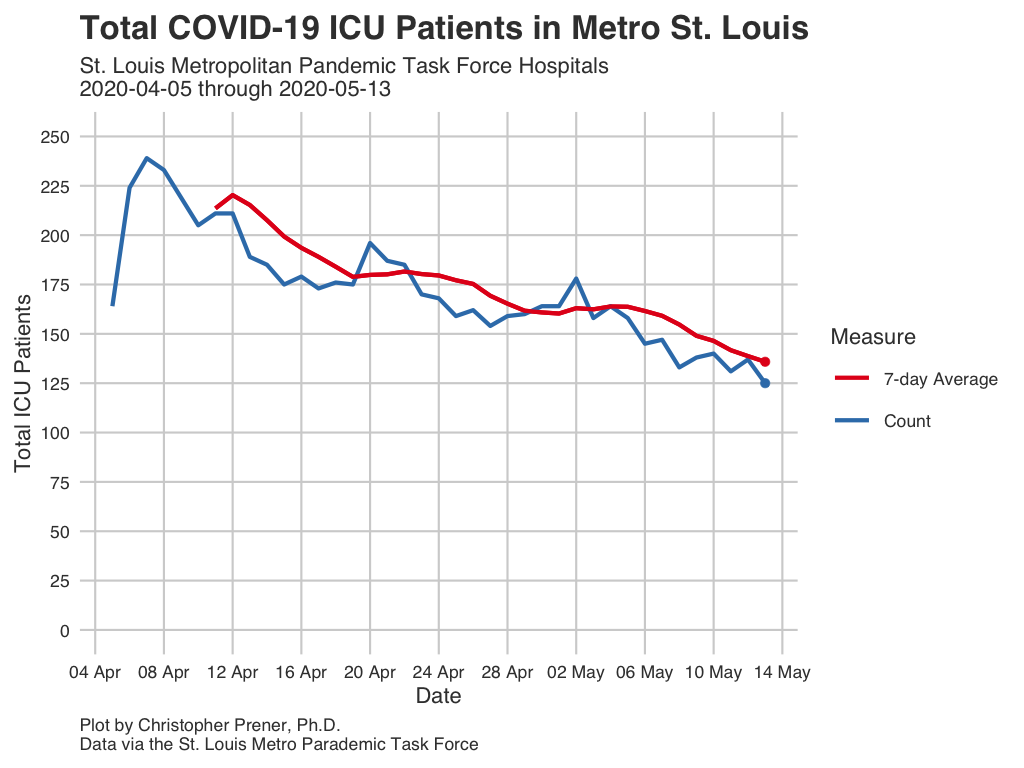 Total COVID-19 ICU Patients in Metro St. Louis
St. Louis Metropolitan Pandemic Task Force Hospitals
2020-04-05 through 2020-05-13
Total ICU Patients
250
225
200
175
150
125
100
75
50
25
0
04 Apr 08 Apr 12 Apr 16 Apr 20 Apr 24 Apr 28 Apr 02 May 06 May 10 May 14 May
Date
Measure
7-day Average
Count
Plot by Christopher Prener, Ph.D.
Data via the St. Louis Metro Parademic Task Force